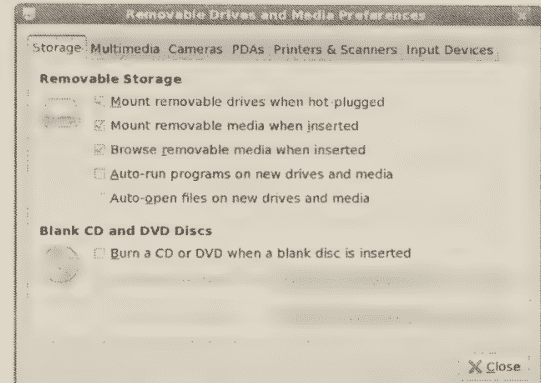 Removable Drives and Media Preferences
Storage Multimedia Cameras PDAs Printers & Scanners Input Devices
Removable Storage
Mount removable drives when hot-plugged
Mount removable media when inserted
Browse removable media when inserted
Auto-run programs on new drives and media
Auto-open files on new drives and media
Blank CD and DVD Discs
Burn a CD or DVD when a blank disc is inserted
Close